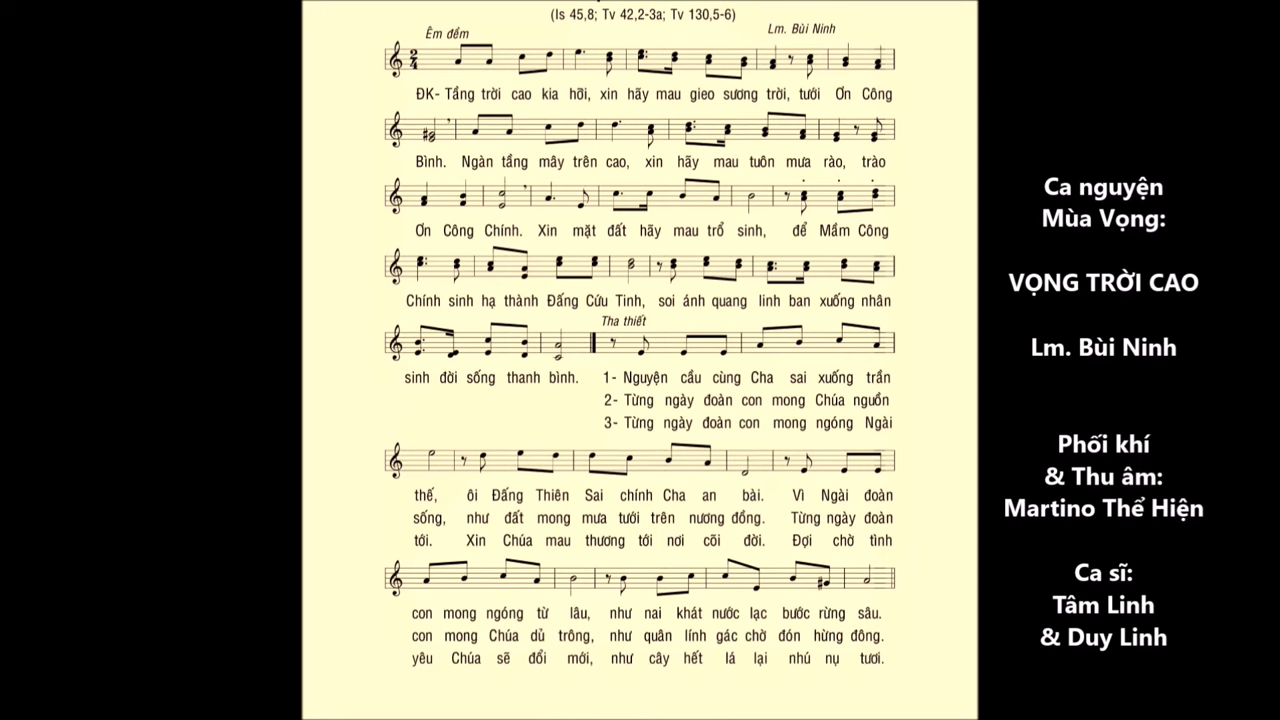 (Is 45,8; Tv 42,2-3a; Tv 130,5-6)
Êm đềm
Lm. Bùi Ninh
2
4
ĐK- Tầng trời cao kia hỡi, xin hãy mau gieo sương trời, tưới Ơn Công
Bình. Ngàn tầng mây trên cao, xin hãy mau tuôn mưa rào, trào
Ơn Công Chính. Xin mặt đất hãy mau trổ sinh, để Mầm Công
Chính sinh hạ thành Đấng Cứu Tinh, soi ánh quang linh ban xuống nhân
Tha thiết
sinh đời sống thanh bình. 1- Nguyện cầu cùng Cha sai xuống trần
2- Từng ngày đoàn con mong Chúa nguồn
3- Từng ngày đoàn con mong ngóng Ngài
thế, ôi Đấng Thiên Sai chính Cha an bài. Vì Ngài đoàn
sống, như đất mong mưa tưới trên nương đồng. Từng ngày đoàn
tới. Xin Chúa mau thương tới nơi cõi đời. Đợi chờ tình
con mong ngóng từ lâu, như nai khát nước lạc bước rừng sâu.
con mong Chúa dủ trông, như quân lính gác chờ đón hừng đông.
yêu Chúa sẽ đổi mới, như cây hết lá lại nhú nụ tươi.
Ca nguyện
Mùa Vọng:
VỌNG TRỜI CAO
Lm. Bùi Ninh
Phối khí
& Thu âm:
Martino Thể Hiện
Ca sĩ:
Tâm Linh
& Duy Linh